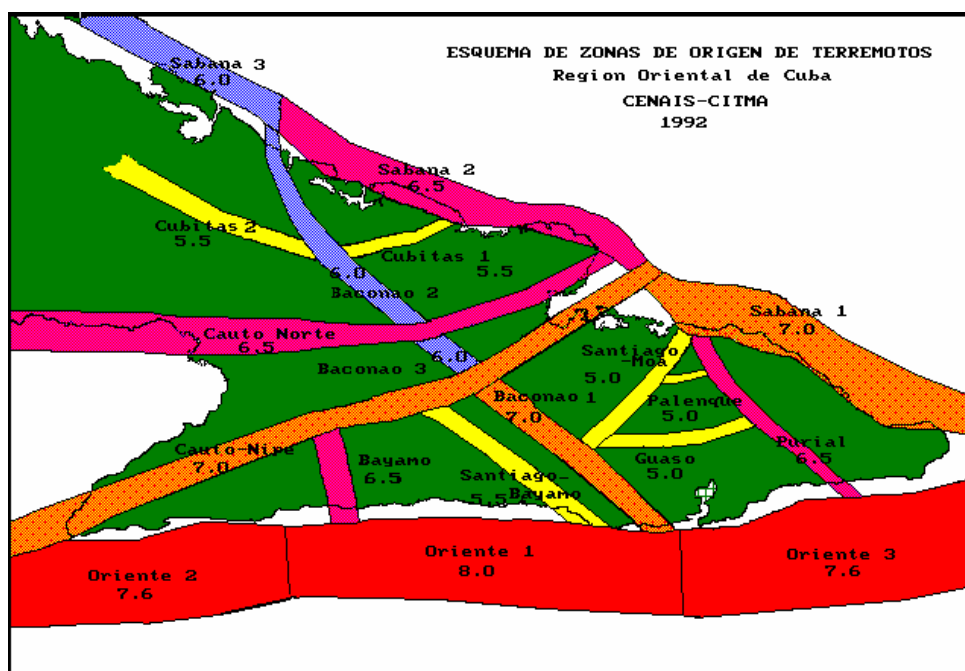 ESQUEMA DE ZONAS DE ORIGEN DE TERREMOTOS
Region Oriental de Cuba
CENAIS-CITMA
1992
Sabana 3
6.0
Sabana 2
6.5
Cubitas 2
5.5
Cubitas 1
5.5
6.0
Baconao 2
Sabana 1
7.0
Cauto Norte
6.5
Santiago
-Moa
5.0
6.0
Baconao 3
Baconao 1
7.0
Palenque
5.0
Cauto-Nipe
7.0
Bayamo
6.5
Guaso
5.0
Purial
6.5
Santiago-
Bayamo
5.5
Oriente 2
7.6
Oriente 1
8.0
Oriente 3
7.6